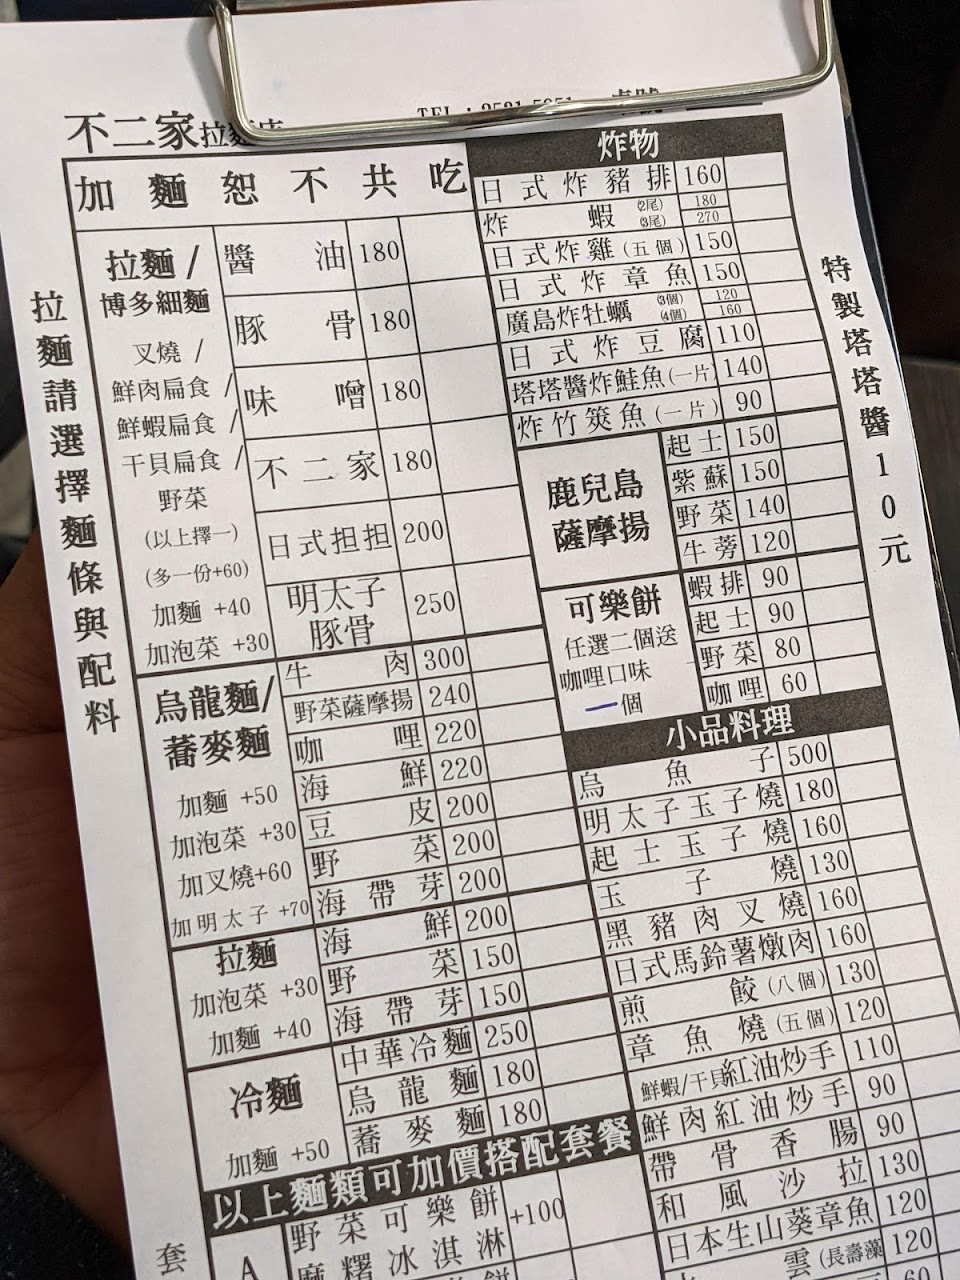 不二家拉麵店
加麵恕不共吃
拉麵請選擇麵條與配料
拉麵/
博多細麵
叉燒 /
鮮肉扁食 /
鮮蝦扁食 /
干貝扁食 /
野菜
(以上擇一)
(多一份+60)
加麵 +40
加泡菜 +30
醬油 180
豚骨 180
味噌 180
不二家 180
日式担担 200
明太子
豚骨 250
烏龍麵/
蕎麥麵
加麵 +50
加泡菜 +30
加叉燒+60
加明太子 +70
牛肉 300
野菜薩摩揚 240
咖哩 220
海鮮 220
豆皮 200
野菜 200
海帶芽 200
拉麵
加泡菜 +30
加麵 +40
海鮮 200
野菜 150
海帶芽 150
冷麵
加麵 +50
中華冷麵 250
烏龍麵 180
蕎麥麵 180
以上麵類可加價搭配套餐
套
A
野菜可樂餅 +100
麻糬冰淇淋
炸物
日式炸豬排 160
炸蝦 (2尾) 180
(3尾) 270
日式炸雞(五個) 150
日式炸章魚 150
廣島炸牡蠣 (3個) 120
(4個) 160
日式炸豆腐 110
塔塔醬炸鮭魚(一片) 140
炸竹筴魚(一片) 90
鹿兒島
薩摩揚
起士 150
紫蘇 150
野菜 140
牛蒡 120
可樂餅
任選二個送
咖哩口味
一個
蝦排 90
起士 90
野菜 80
咖哩 60
小品料理
烏魚子 500
明太子玉子燒 180
起士玉子燒 160
玉子燒 130
黑豬肉叉燒 160
日式馬鈴薯燉肉 160
煎餃(八個) 130
章魚燒(五個) 120
鮮蝦/干貝紅油炒手 110
鮮肉紅油炒手 90
帶骨香腸 90
和風沙拉 130
日本生山葵章魚 120
雲(長壽藻 120
特製塔塔醬10元